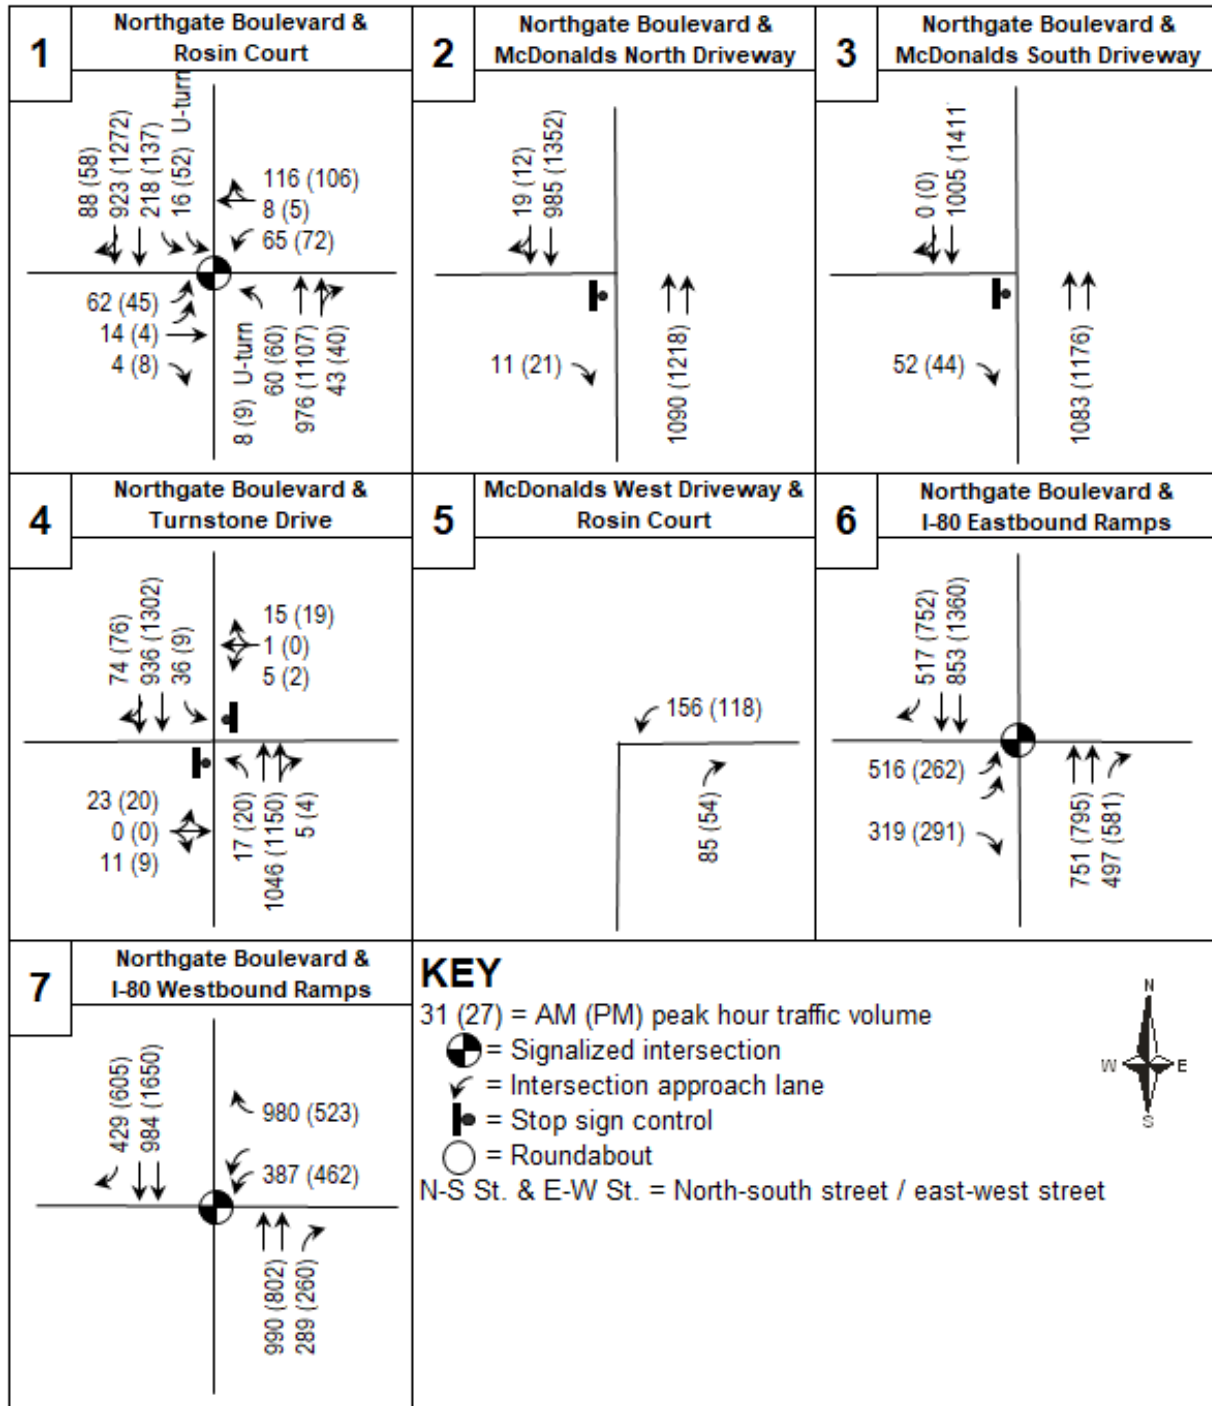 1
Northgate Boulevard &
Rosin Court
88 (58)
923 (1272)
218 (137)
16 (52) U-turn
116 (106)
8 (5)
65 (72)
62 (45)
14 (4)
4 (8)
8 (9) U-turn
60 (60)
976 (1107)
43 (40)
2
Northgate Boulevard &
McDonalds North Driveway
19 (12)
985 (1352)
11 (21)
1090 (1218)
3
Northgate Boulevard &
McDonalds South Driveway
0 (0)
1005 (1411
52 (44)
1083 (1176)
4
Northgate Boulevard &
Turnstone Drive
74 (76)
936 (1302)
36 (9)
15 (19)
1 (0)
5 (2)
23 (20)
0 (0)
11 (9)
17 (20)
1046 (1150)
5 (4)
5
McDonalds West Driveway &
Rosin Court
156 (118)
85 (54)
6
Northgate Boulevard &
I-80 Eastbound Ramps
517 (752)
853 (1360)
516 (262)
319 (291)
751 (795)
497 (581)
7
Northgate Boulevard &
I-80 Westbound Ramps
429 (605)
984 (1650)
980 (523)
387 (462)
990 (802)
289 (260)
KEY
31 (27) = AM (PM) peak hour traffic volume
= Signalized intersection
= Intersection approach lane
= Stop sign control
= Roundabout
N-S St. & E-W St. = North-south street / east-west street
N
W E
S